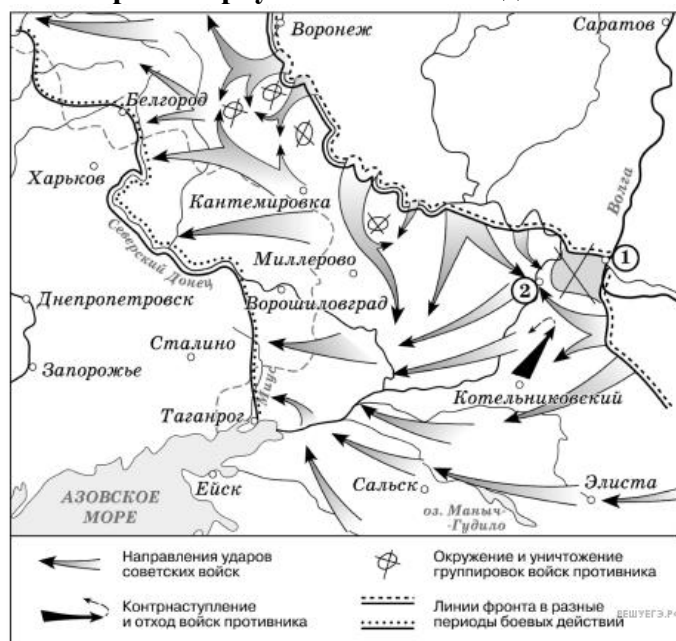 Воронеж
Саратов
Белгород
Харьков
Волга
Кантемировка
Северский Донец
1
Миллерово
2
Днепропетровск
Ворошиловград
Сталино
Запорожье
Миус
Котельниковский
Таганрог
Ейск
Сальск
Элиста
АЗОВСКОЕ
МОРЕ
оз. Маныч-
-Гудило
Направления ударов
советских войск
Окружение и уничтожение
группировок войск противника
Контрнаступление
и отход войск противника
Линии фронта в разные
периоды боевых действий